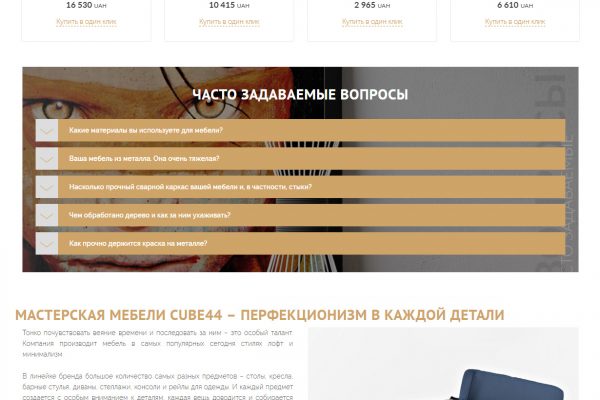 16 530 UAH 10 415 UAH 2 965 UAH 6 610 UAH
Купить в один клик Купить в один клик Купить в один клик Купить в один клик
ЧАСТО ЗАДАВАЕМЫЕ ВОПРОСЫ
Какие материалы вы используете для мебели?
Ваша мебель из металла. Она очень тяжелая?
Насколько прочный сварной каркас вашей мебели и, в частности, стыки?
Чем обработано дерево и как за ним ухаживать?
Как прочно держится краска на металле?
МАСТЕРСКАЯ МЕБЕЛИ CUBE44 – ПЕРФЕКЦИОНИЗМ В КАЖДОЙ ДЕТАЛИ
Тонко почувствовать веяние времени и последовать за ним – это особый талант.
Компания производит мебель в самых популярных сегодня стилях лофт и
минимализм.
В линейке бренда большое количество самых разных предметов – столы, кресла,
барные стулья, диваны, стеллажи, консоли и рейлы для одежды. И каждый предмет
создается с особым вниманием к деталям, каждая вещь доводится и собирается